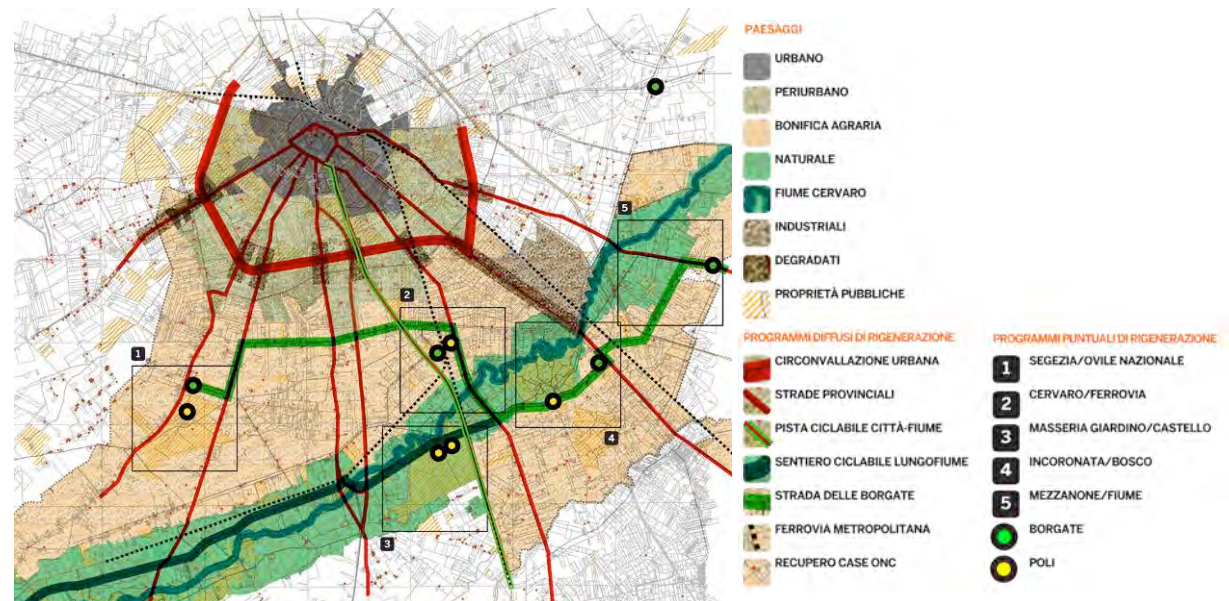 5
2
1
4
3
PAESAGGI
URBANO
PERIURBANO
BONIFICA AGRARIA
NATURALE
FIUME CERVARO
INDUSTRIALI
DEGRADATI
PROPRIETÀ PUBBLICHE
PROGRAMMI DIFFUSI DI RIGENERAZIONE
CIRCONVALLAZIONE URBANA
STRADE PROVINCIALI
PISTA CICLABILE CITTÀ-FIUME
SENTIERO CICLABILE LUNGOFIUME
STRADA DELLE BORGATE
FERROVIA METROPOLITANA
RECUPERO CASE ONC
PROGRAMMI PUNTUALI DI RIGENERAZIONE
1 SEGEZIA/OVILE NAZIONALE
2 CERVARO/FERROVIA
3 MASSERIA GIARDINO/CASTELLO
4 INCORONATA/BOSCO
5 MEZZANONE/FIUME
BORGATE
POLI